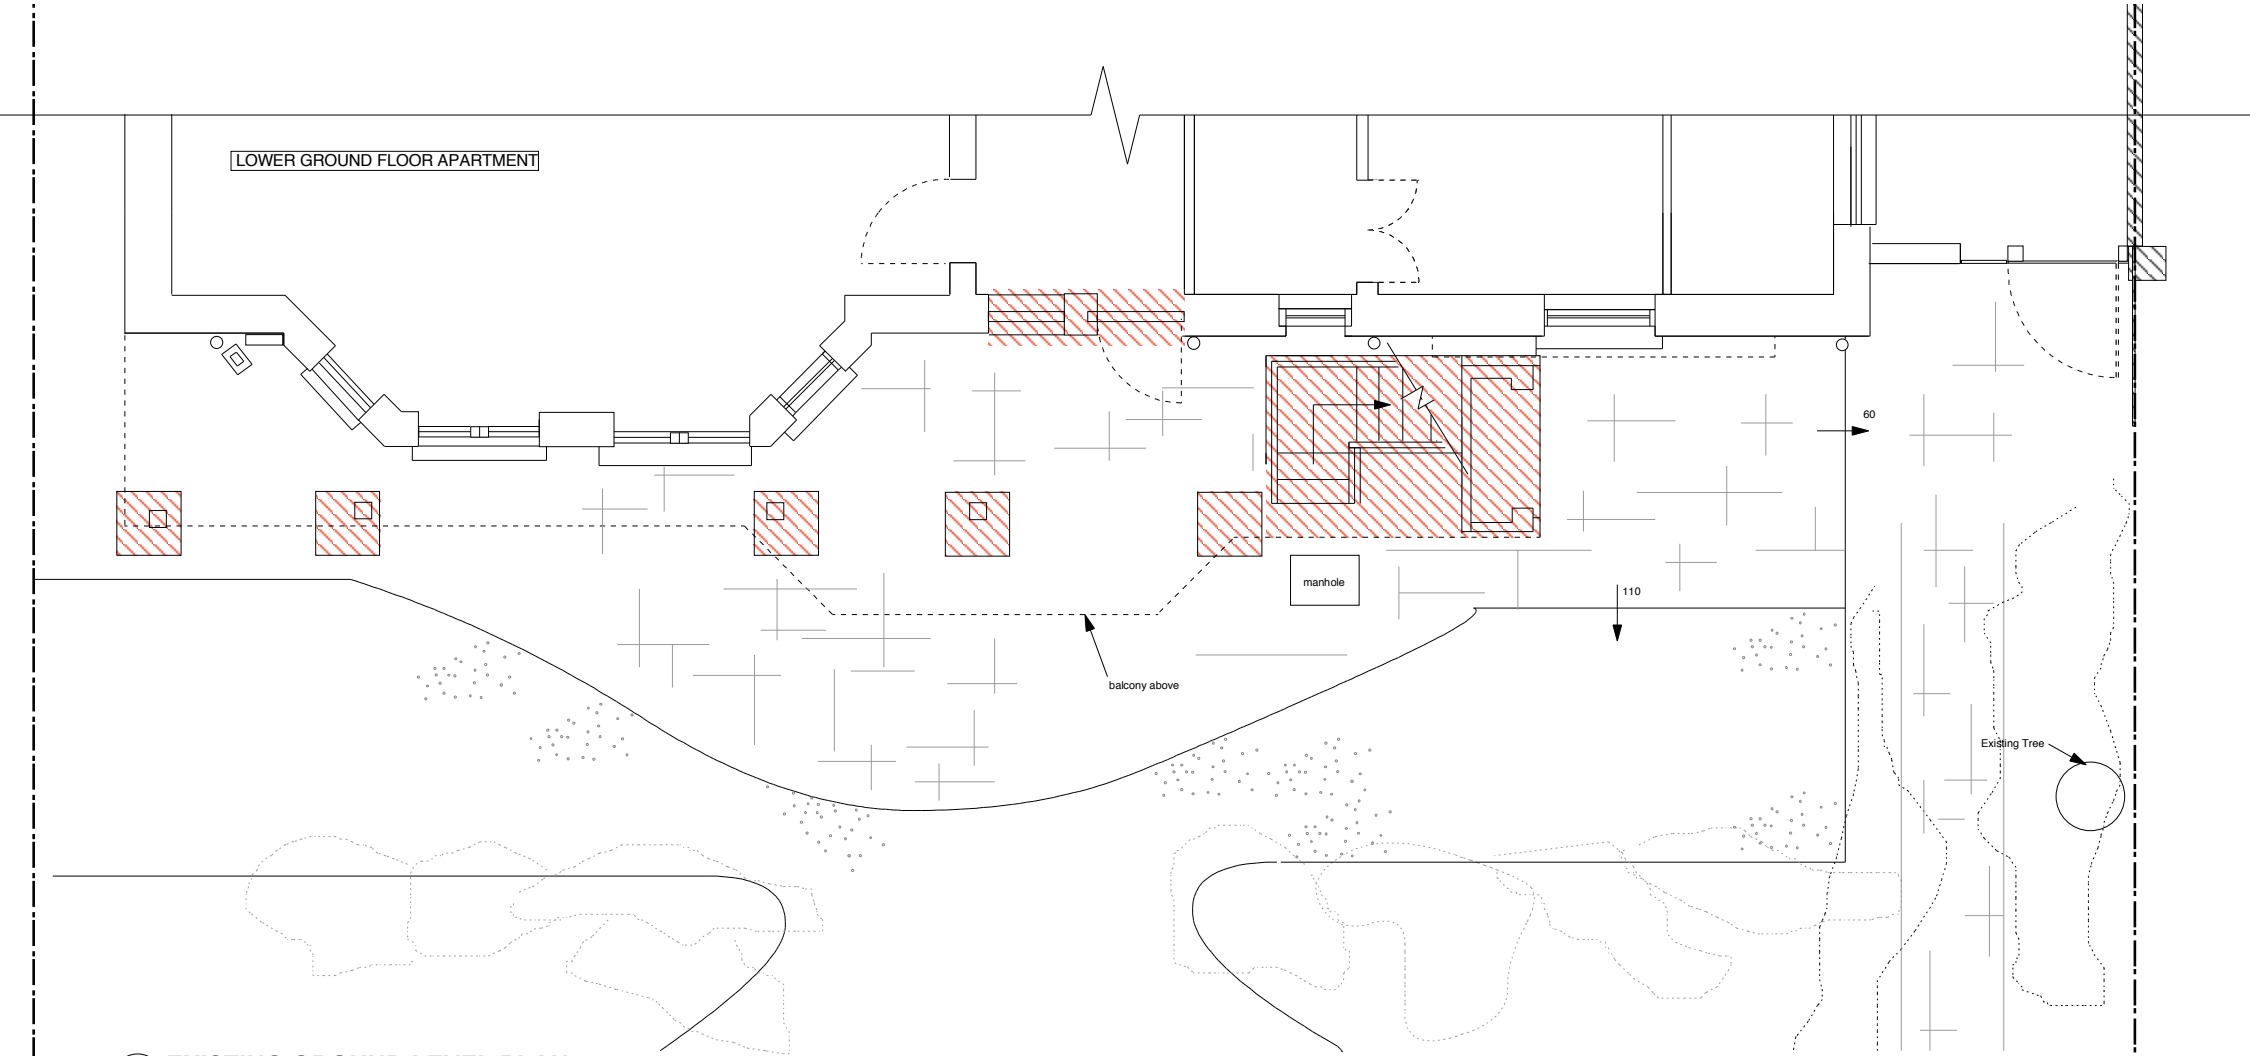 LOWER GROUND FLOOR APARTMENT
60
manhole
110
balcony above
Existing Tree